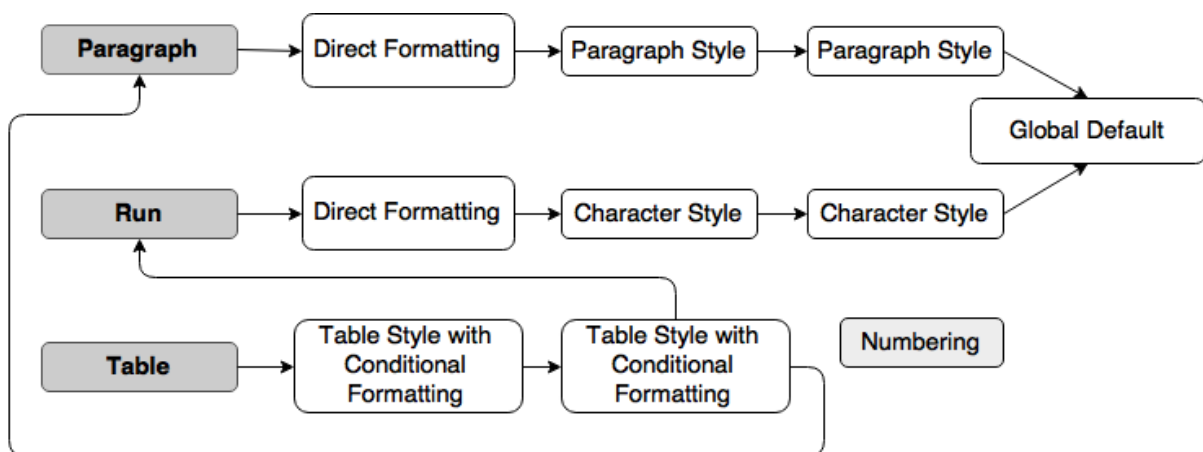 Paragraph
Direct Formatting
Paragraph Style
Paragraph Style
Global Default
Run
Direct Formatting
Character Style
Character Style
Table
Table Style with
Conditional
Formatting
Table Style with
Conditional
Formatting
Numbering